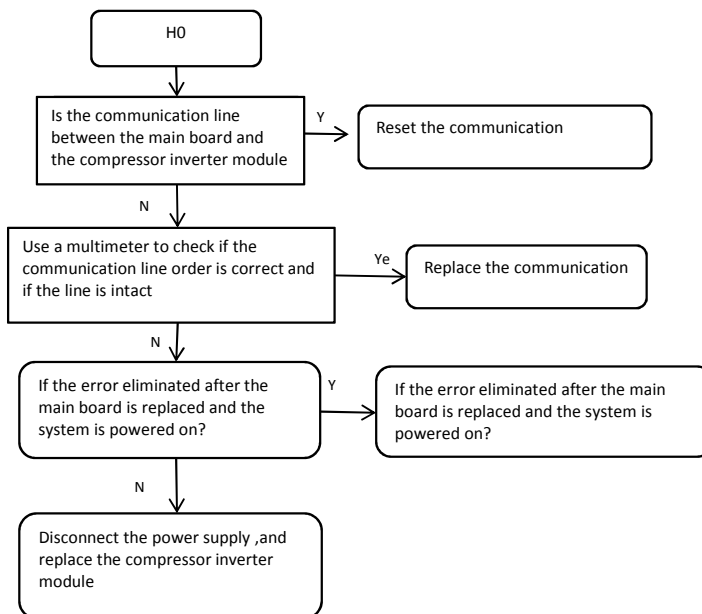 H0
Is the communication line
between the main board and
the compressor inverter module
Y
Reset the communication
N
Use a multimeter to check if the
communication line order is correct and
if the line is intact
Ye
Replace the communication
N
If the error eliminated after the
main board is replaced and the
system is powered on?
Y
If the error eliminated after the main
board is replaced and the system is
powered on?
N
Disconnect the power supply ,and
replace the compressor inverter
module